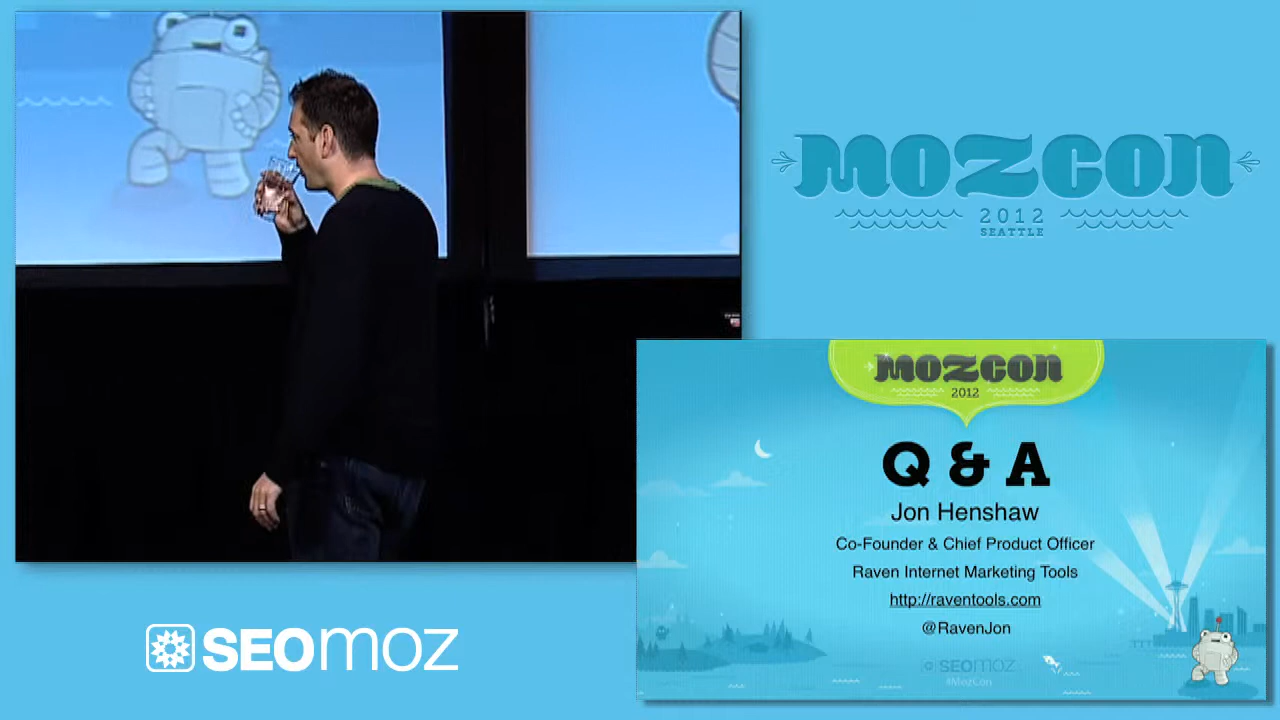 MOZCON
2012
SEATTLE
MOZCON
2012
Q & A
Jon Henshaw
Co-Founder & Chief Product Officer
Raven Internet Marketing Tools
http://raventools.com
@RavenJon
SEOmoz
#MozCon
SEOmoz